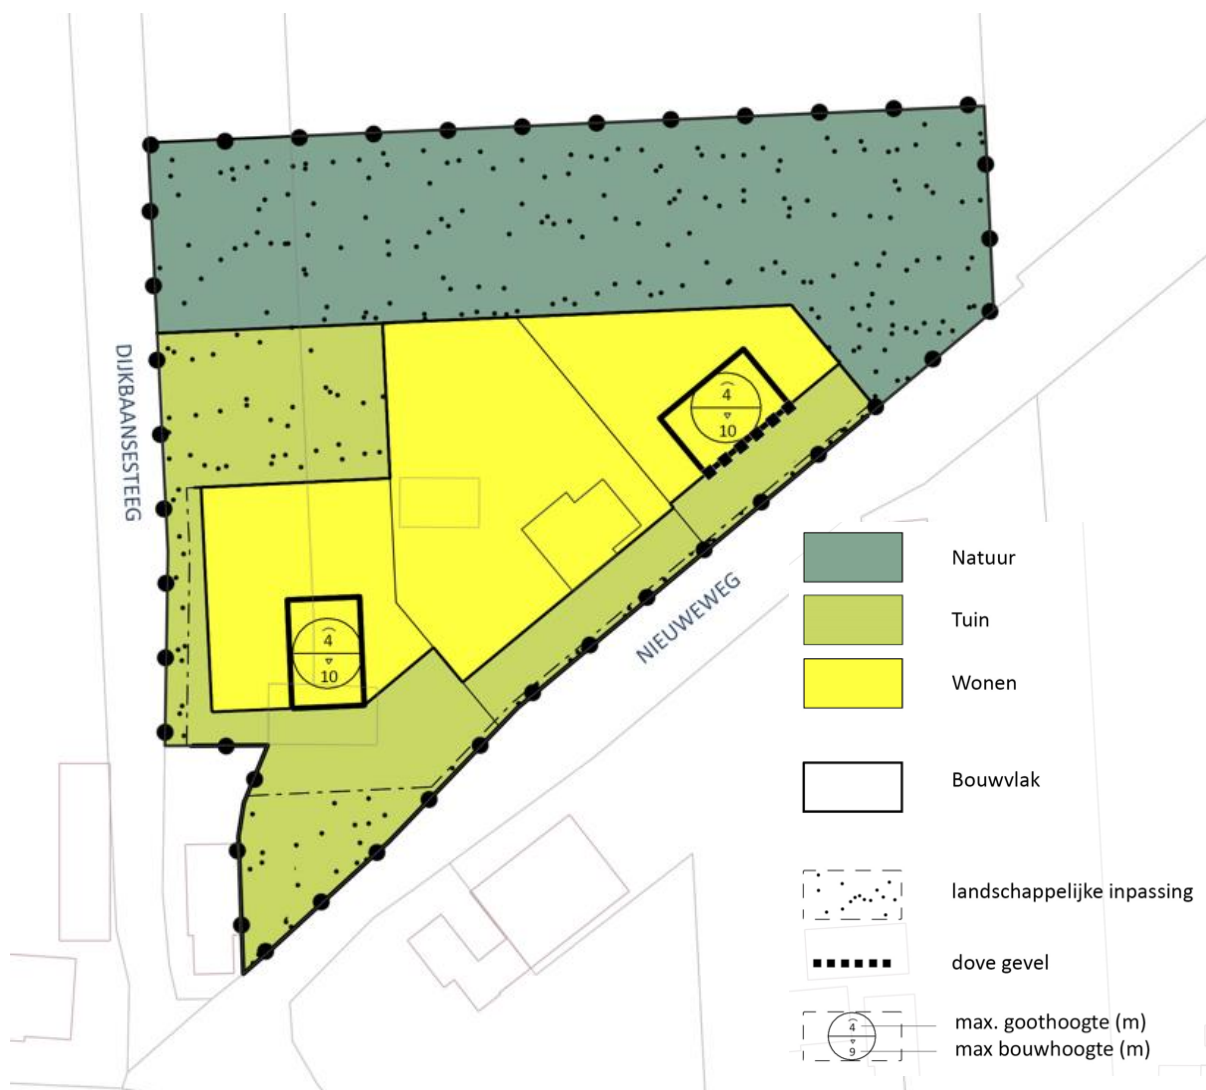 DIJKBAANSESTEEG
4
10
4
10
NIEUWEWEG
Natuur
Tuin
Wonen
Bouwvlak
landschappelijke inpassing
dove gevel
4
9
max. goothoogte (m)
max bouwhoogte (m)